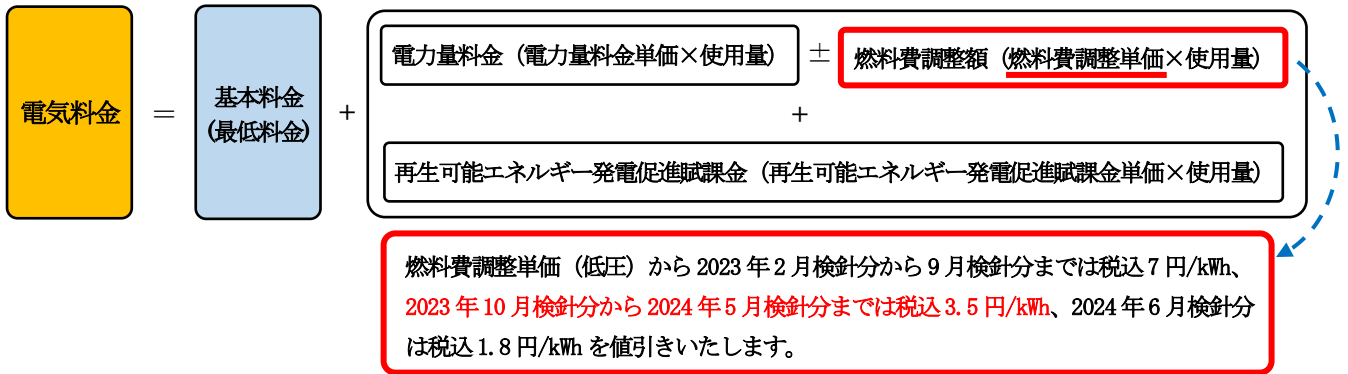 電気料金
＝
基本料金
(最低料金)
+
電力量料金（電力量料金単価×使用量）
±
燃料費調整額（燃料費調整単価×使用量）
+
再生可能エネルギー発電促進賦課金（再生可能エネルギー発電促進賦課金単価×使用量）
燃料費調整単価（低圧）から2023年2月検針分から9月検針分までは税込7円/kWh、
2023年10月検針分から2024年5月検針分までは税込3.5円/kWh、2024年6月検針分
は税込1.8円/kWhを値引きいたします。